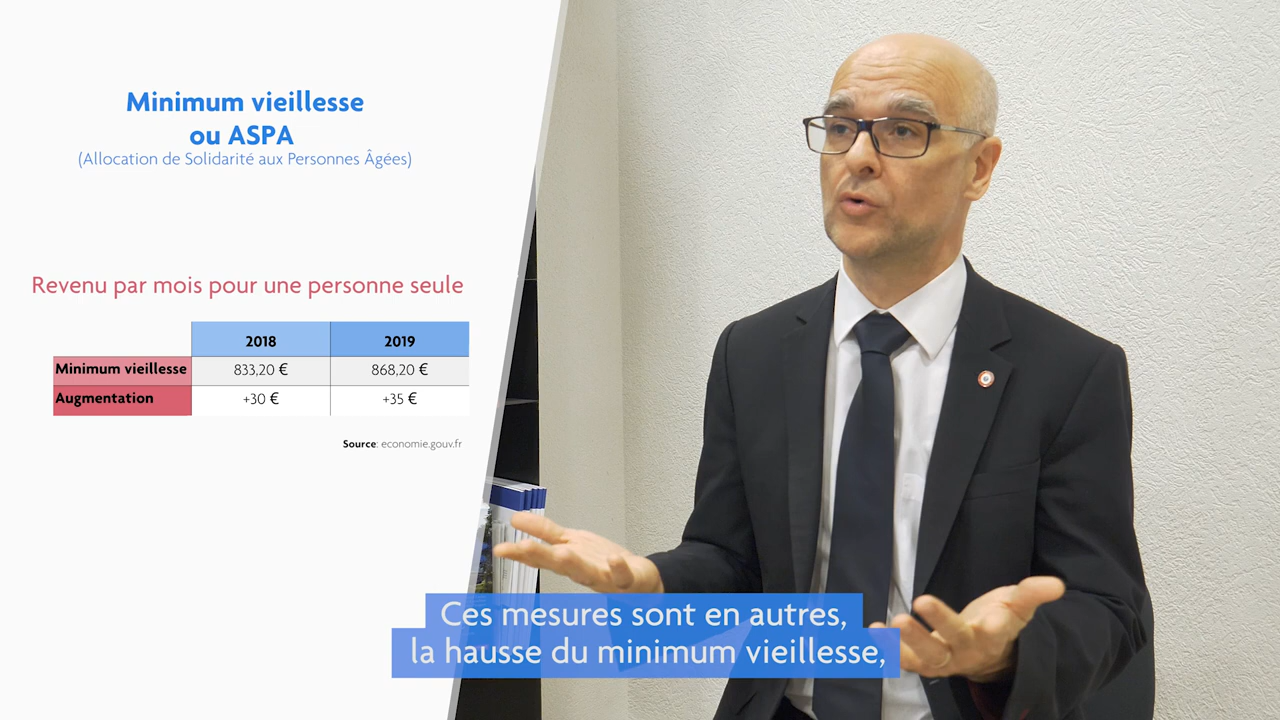 Minimum vieillesse
ou ASPA
(Allocation de Solidarité aux Personnes Âgées)
Revenu par mois pour une personne seule
2018 2019
Minimum vieillesse 833,20 € 868,20 €
Augmentation +30 € +35 €
Source: economie.gouv.fr
Ces mesures sont en autres,
la hausse du minimum vieillesse,